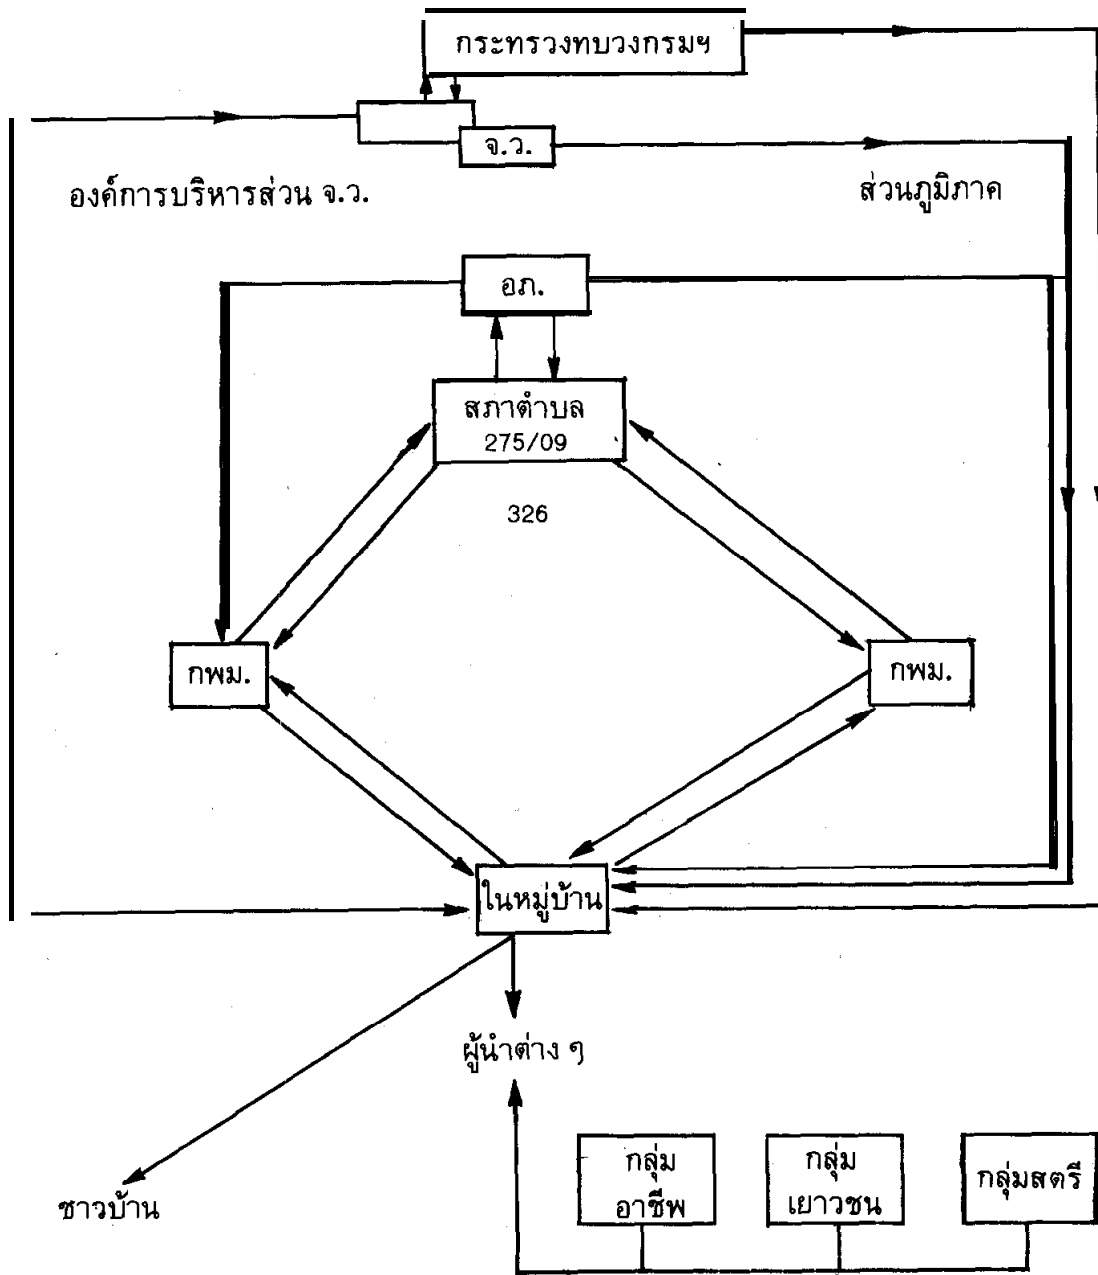 กระทรวงทบวงกรมฯ
จ.ว.
องค์การบริหารส่วน จ.ว.
ส่วนภูมิภาค
อภ.
สภาตำบล
275/09
326
กพม.
กพม.
ในหมู่บ้าน
ผู้นำต่าง ๆ
ชาวบ้าน
กลุ่ม
อาชีพ
กลุ่ม
เยาวชน
กลุ่มสตรี